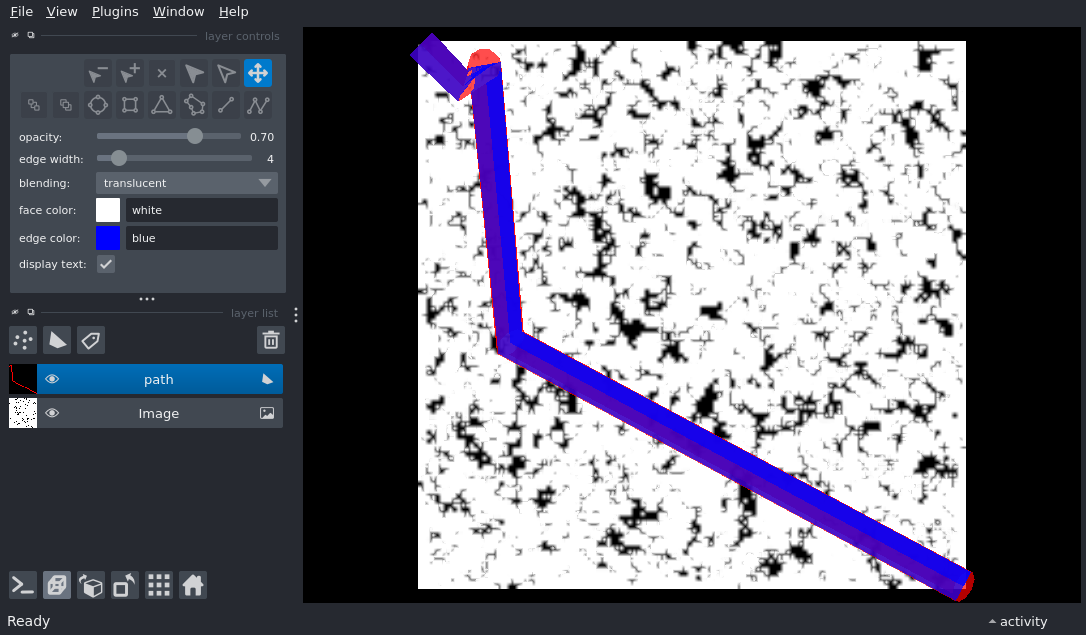 File View Plugins Window Help
layer controls
opacity: 0.70
edge width: 4
blending: translucent
face color: white
edge color: blue
display text:
layer list
path
Image
Ready
activity